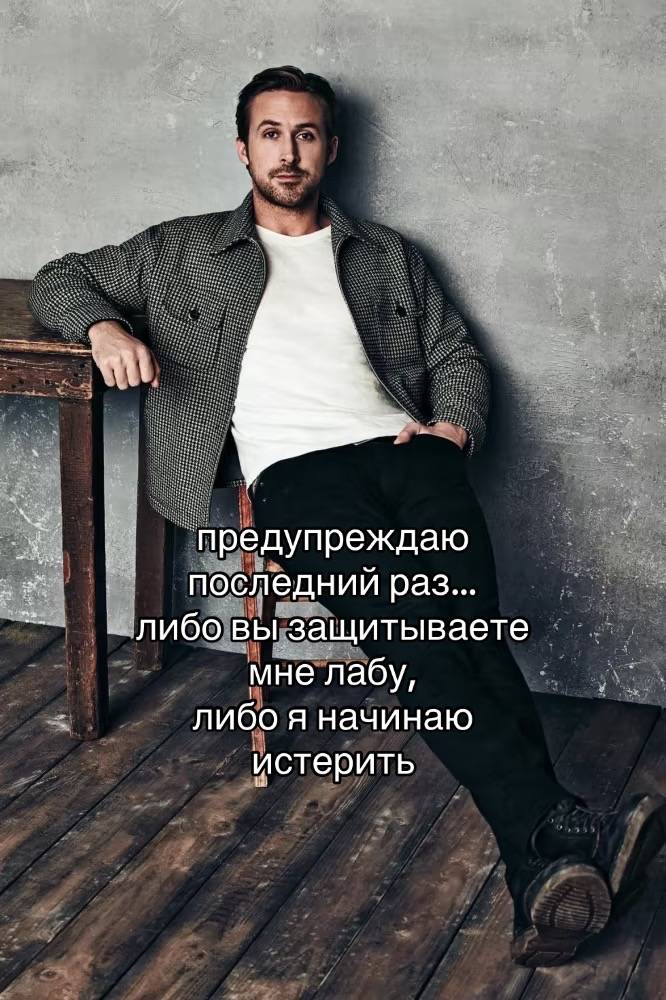 предупреждаю
последний раз...
либо вы защитываете
мне лабу,
либо я начинаю
истерить